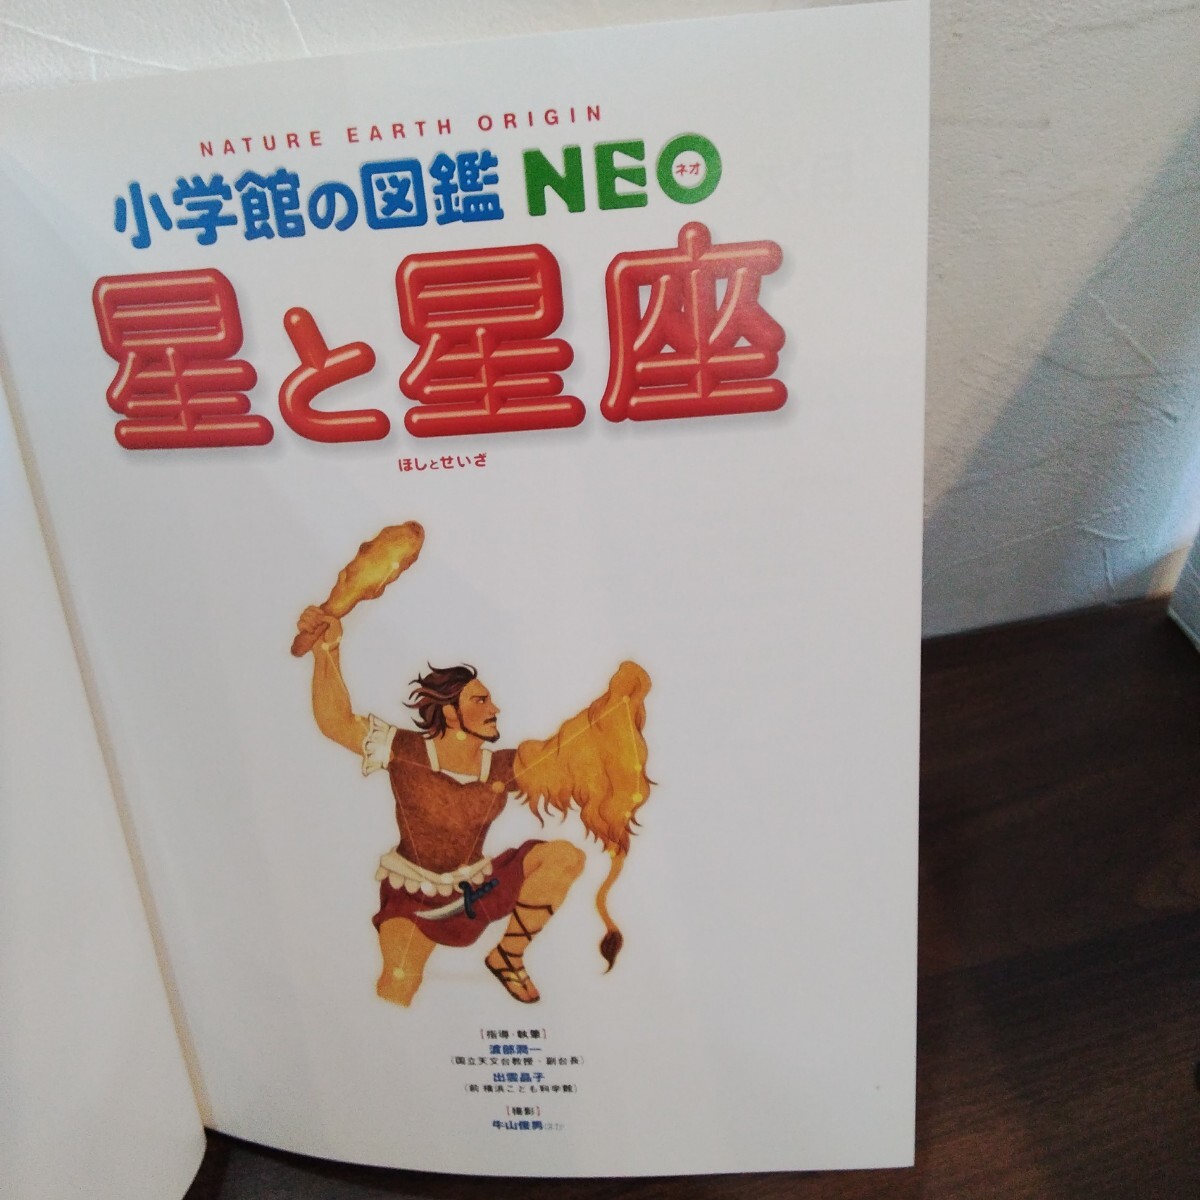 NATURE EARTH ORIGIN
小学館の図鑑 NEO
ネオ
星と星座
ほしとせいざ
[指導・執筆]
渡部潤一
(国立天文台教授・副台長)
出雲晶子
(前 横浜こども科学館)
[撮影]
牛山俊男ほか